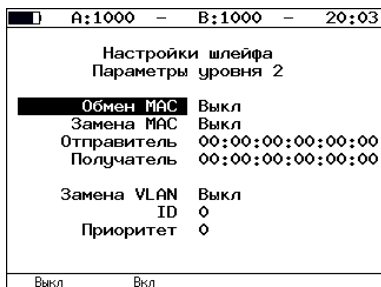 A:1000 – B:1000 – 20:03
Настройки шлейфа
Параметры уровня 2
Обмен MAC Выкл
Замена MAC Выкл
Отправитель 00:00:00:00:00:00
Получатель 00:00:00:00:00:00
Замена VLAN Выкл
ID 0
Приоритет 0
Выкл Вкл